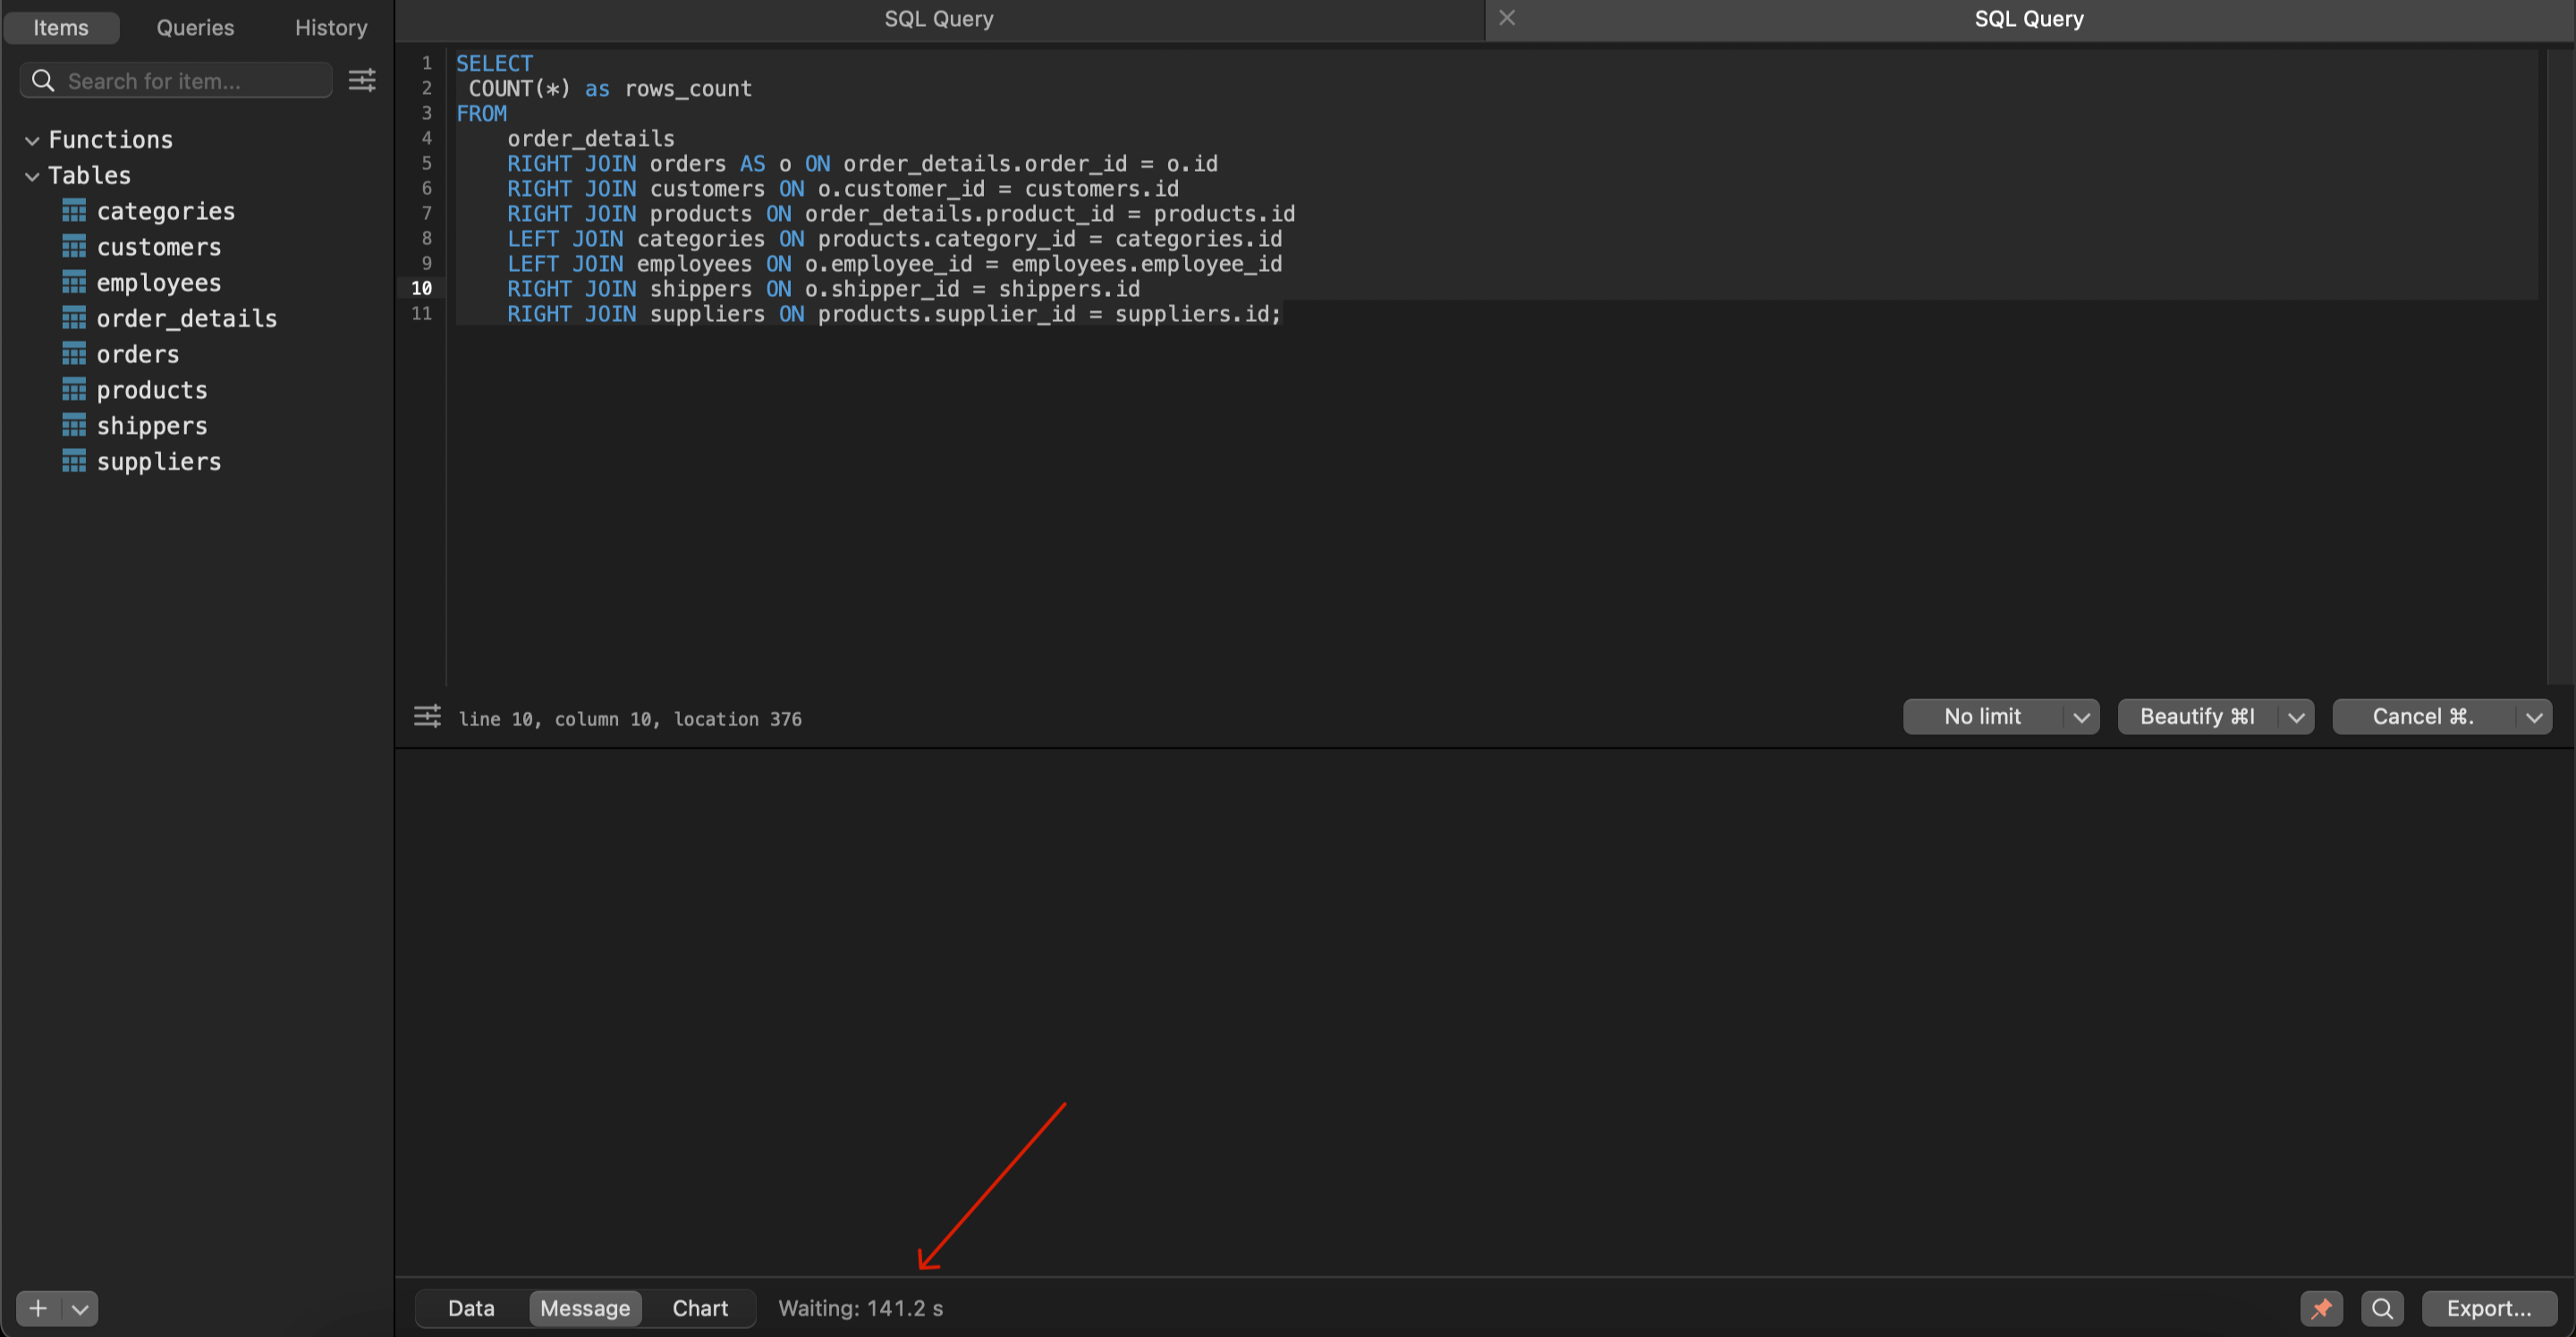 Items Queries History
Search for item...
Functions
Tables
categories
customers
employees
order_details
orders
products
shippers
suppliers
SQL Query
SQL Query
1 SELECT
2 COUNT(*) as rows_count
3 FROM
4 order_details
5 RIGHT JOIN orders AS o ON order_details.order_id = o.id
6 RIGHT JOIN customers ON o.customer_id = customers.id
7 RIGHT JOIN products ON order_details.product_id = products.id
8 LEFT JOIN categories ON products.category_id = categories.id
9 LEFT JOIN employees ON o.employee_id = employees.employee_id
10 RIGHT JOIN shippers ON o.shipper_id = shippers.id
11 RIGHT JOIN suppliers ON products.supplier_id = suppliers.id;
line 10, column 10, location 376
No limit Beautify ⌘I Cancel ⌘.
Data Message Chart Waiting: 141.2 s Export...